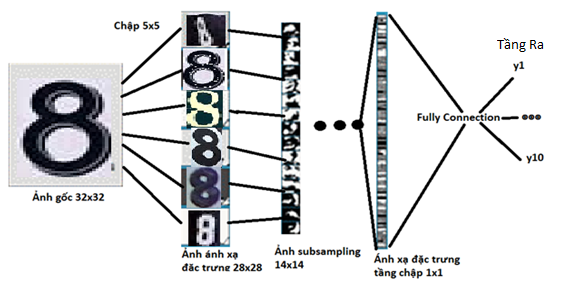 Chập 5x5
Tầng Ra
y1
Fully Connection
y10
Ảnh gốc 32x32
Ảnh ánh xạ
đặc trưng 28x28
Ảnh subsampling
14x14
Ánh xạ đặc trưng
tầng chập 1x1